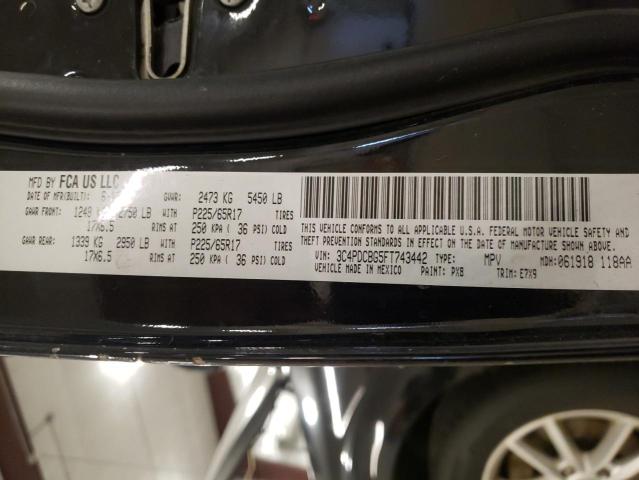 MFD BY FCA US LLC
DATE OF MFR(BUILT): 6- GVWR: 2473 KG 5450 LB
GAWR FRONT: 1248 2750 LB WITH P225/65R17 TIRES
17X6.5 RIMS AT 250 KPA ( 36 PSI) COLD
GAWR REAR: 1339 KG 2950 LB WITH P225/65R17 TIRES
17X6.5 RIMS AT 250 KPA ( 36 PSI) COLD
THIS VEHICLE CONFORMS TO ALL APPLICABLE U.S.A. FEDERAL MOTOR VEHICLE SAFETY AND
THEFT PREVENTION STANDARDS IN EFFECT ON THE DATE OF MANUFACTURE SHOWN ABOVE.
VIN: 3C4PDCBG5FT743442 TYPE: MPV MDH: 061918 118AA
VEHICLE MADE IN MEXICO PAINT: PXB TRIM: E7X9